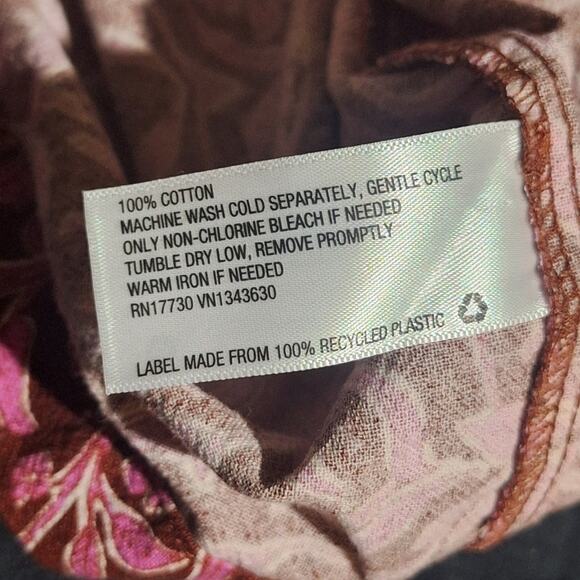 100% COTTON
MACHINE WASH COLD SEPARATELY, GENTLE CYCLE
ONLY NON-CHLORINE BLEACH IF NEEDED
TUMBLE DRY LOW, REMOVE PROMPTLY
WARM IRON IF NEEDED
RN17730 VN1343630
LABEL MADE FROM 100% RECYCLED PLASTIC